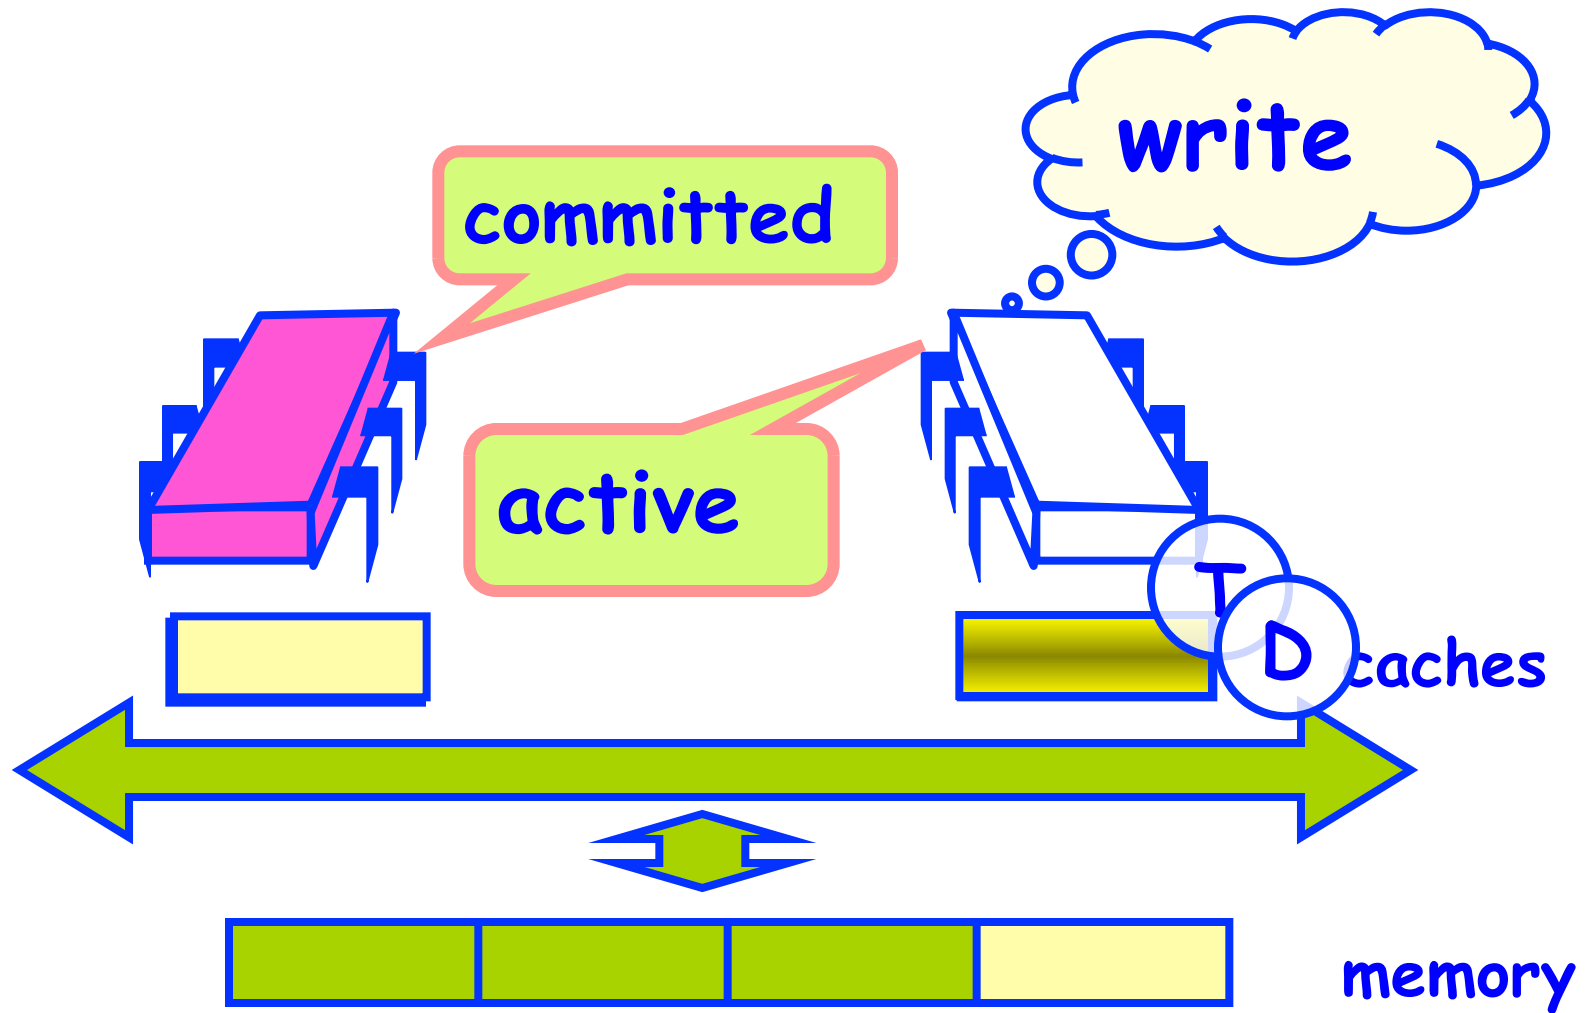 write
committed
active
T
D
caches
memory